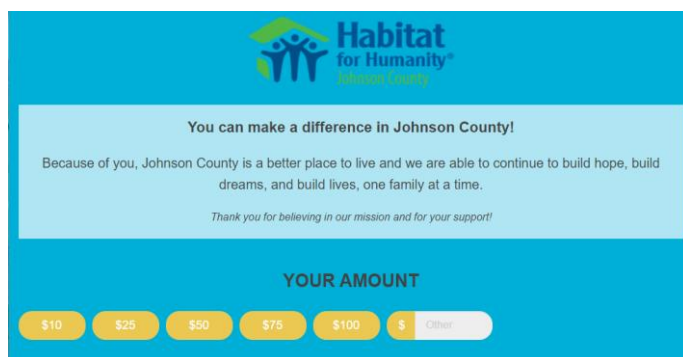 Habitat
for Humanity®
Johnson County
You can make a difference in Johnson County!
Because of you, Johnson County is a better place to live and we are able to continue to build hope, build
dreams, and build lives, one family at a time.
Thank you for believing in our mission and for your support!
YOUR AMOUNT
$10 $25 $50 $75 $100 $ Other